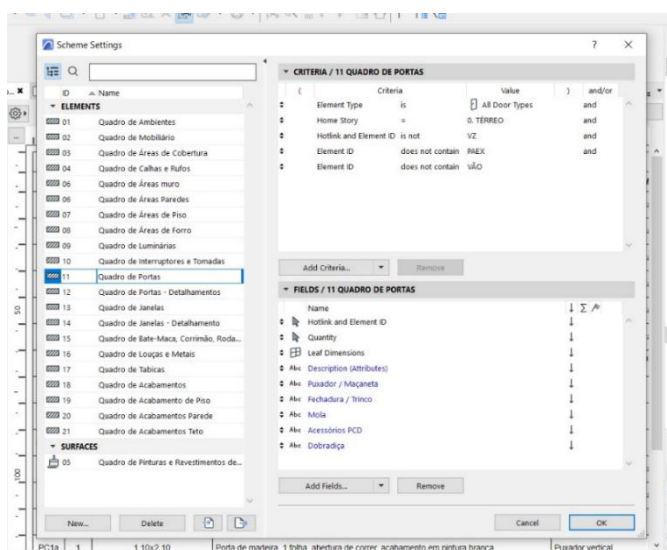 Scheme Settings
? ×
ID Name
ELEMENTS
01 Quadro de Ambientes
02 Quadro de Mobiliário
03 Quadro de Áreas de Cobertura
04 Quadro de Calhas e Rufos
06 Quadro de Áreas muro
06 Quadro de Áreas Paredes
07 Quadro de Áreas de Piso
08 Quadro de Áreas de Forro
09 Quadro de Luminárias
10 Quadro de Interruptores e Tomadas
11 Quadro de Portas
12 Quadro de Portas - Detalhamentos
13 Quadro de Janelas
14 Quadro de Janelas - Detalhamento
15 Quadro de Bate-Maca, Corrimão, Roda...
16 Quadro de Louças e Metais
17 Quadro de Tabicas
18 Quadro de Acabamentos
19 Quadro de Acabamento de Piso
20 Quadro de Acabamentos Parede
21 Quadro de Acabamentos Teto
SURFACES
05 Quadro de Pinturas e Revestimentos de...
New... Delete
CRITERIA / 11 QUADRO DE PORTAS
( Criteria Value ) and/or
Element Type is All Door Types and
Home Story = 0. TÉRREO and
Hotlink and Element ID is not VZ and
Element ID does not contain PAEX and
Element ID does not contain VÃO
Add Criteria... Remove
FIELDS / 11 QUADRO DE PORTAS
Name
Hotlink and Element ID
Quantity
Leaf Dimensions
Abc Description (Attributes)
Abc Puxador / Maçaneta
Abc Fechadura / Trinco
Abc Mola
Abc Acessórios PCD
Abc Dobradiça
Add Fields... Remove
Cancel OK
50
100
PC1a 1 1,10x2,10 Porta de madeira, 1 folha, abertura de correr, acabamento em pintura branca Puxador vertical